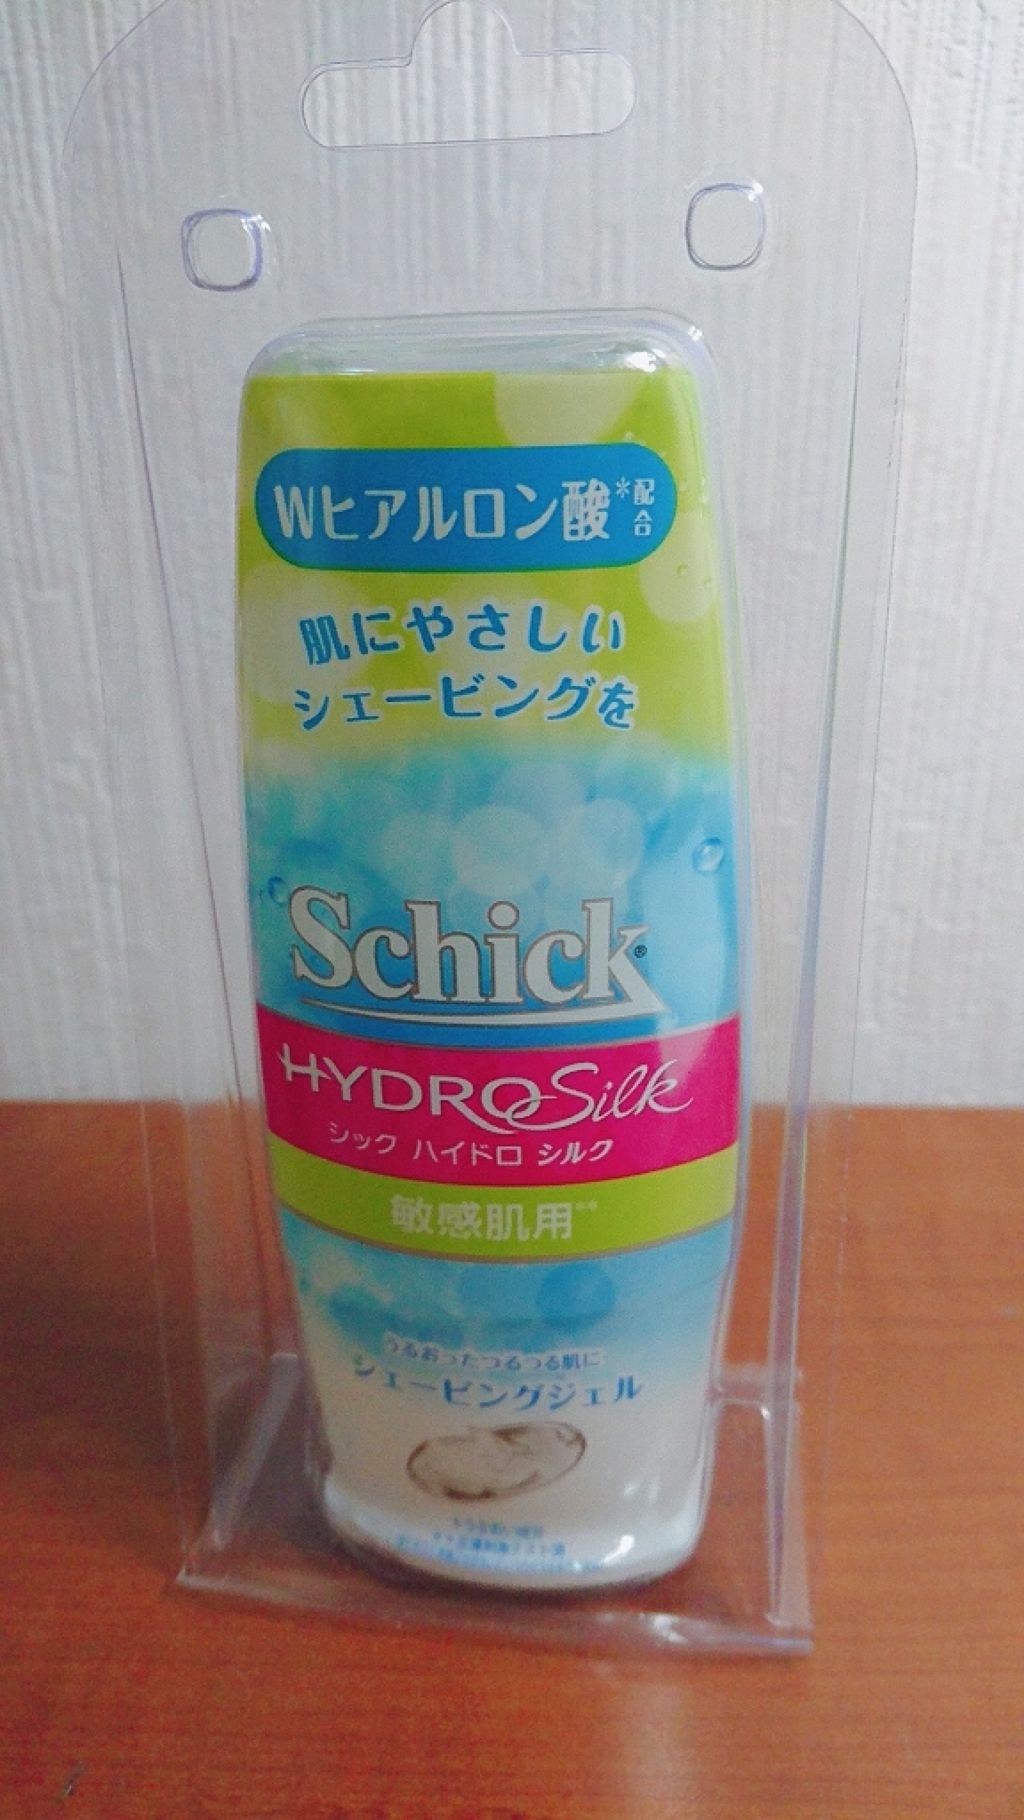 Wヒアルロン酸*配合
肌にやさしい
シェービングを
Schick®
HYDRO Silk
シック ハイドロ シルク
敏感肌用**
うるおったつるつる肌に
シェービングジェル